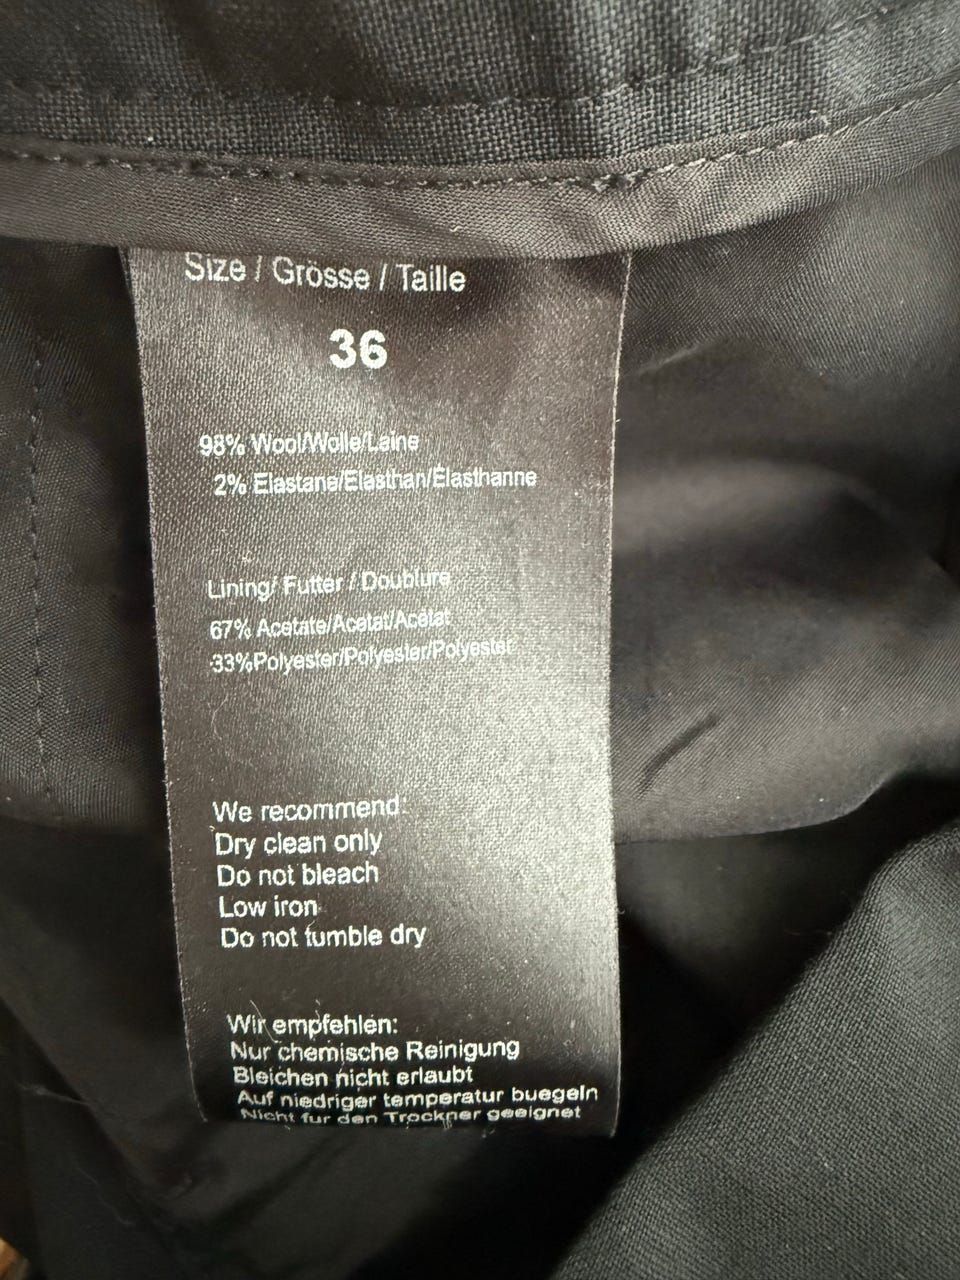 Size / Grösse / Taille
36
98% Wool/Wolle/Laine
2% Elastane/Elasthan/Élasthanne
Lining/ Futter / Doublure
67% Acetate/Acetat/Acétat
33%Polyester/Polyester/Polyester
We recommend:
Dry clean only
Do not bleach
Low iron
Do not tumble dry
Wir empfehlen:
Nur chemische Reinigung
Bleichen nicht erlaubt
Auf niedriger temperatur buegeln
Nicht fur den Trockner geeignet